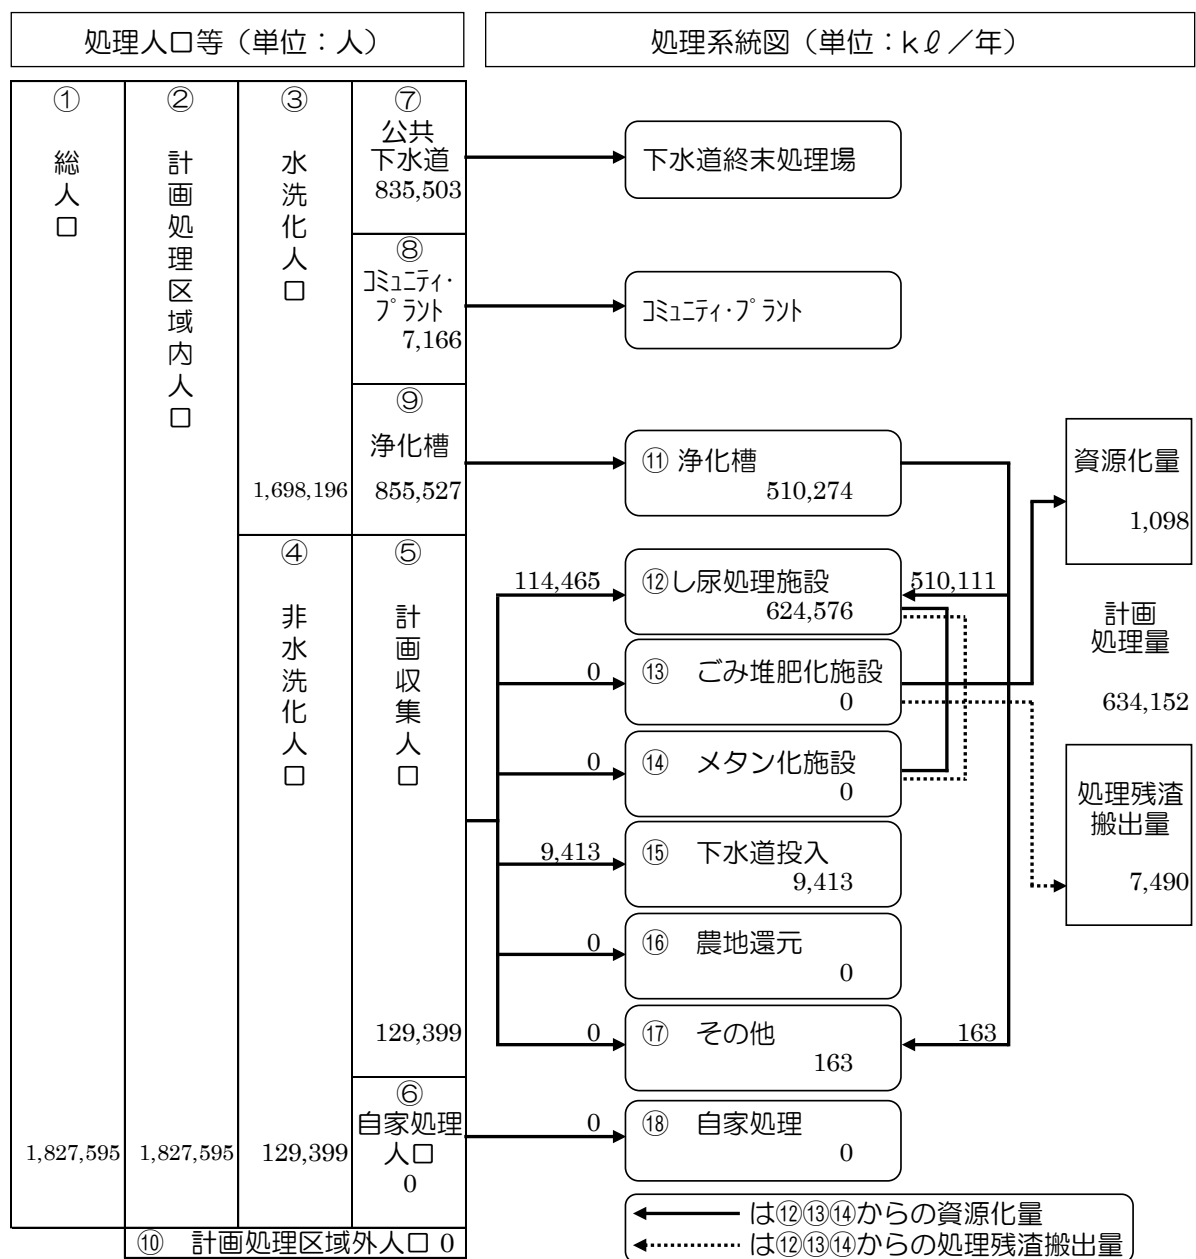 処理人口等（単位：人）
処理系統図（単位：ｋℓ／年）
①
総人口
1,827,595
②
計画処理区域内人口
1,827,595
③
水洗化人口
1,698,196
④
非水洗化人口
129,399
⑦
公共
下水道
835,503
⑧
ｺﾐｭﾆﾃｨ･
ﾌﾟﾗﾝﾄ
7,166
⑨
浄化槽
855,527
⑤
計画収集人口
129,399
⑥
自家処理
人口
0
⑩ 計画処理区域外人口 0
下水道終末処理場
ｺﾐｭﾆﾃｨ･ﾌﾟﾗﾝﾄ
⑪ 浄化槽
510,274
114,465
⑫し尿処理施設
624,576
510,111
0
⑬ ごみ堆肥化施設
0
0
⑭ メタン化施設
0
9,413
⑮ 下水道投入
9,413
0
⑯ 農地還元
0
0
⑰ その他
163
163
0
⑱ 自家処理
0
資源化量
1,098
計画
処理量
634,152
処理残渣
搬出量
7,490
は⑫⑬⑭からの資源化量
は⑫⑬⑭からの処理残渣搬出量